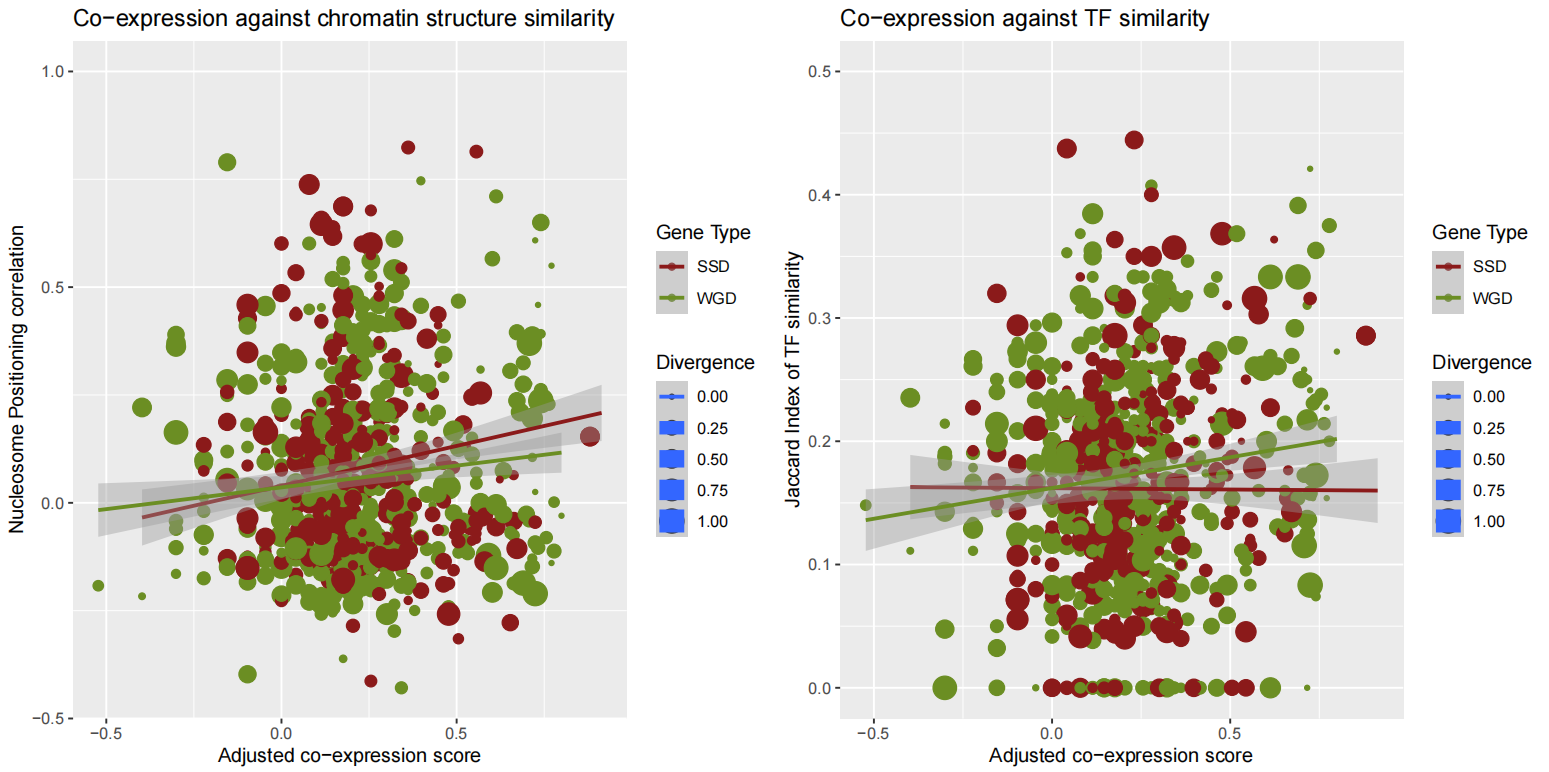 Co−expression against chromatin structure similarity
1.0
0.5
0.0
−0.5
Nucleosome Positioning correlation
−0.5
0.0
0.5
Adjusted co−expression score
Gene Type
SSD
WGD
Divergence
0.00
0.25
0.50
0.75
1.00
Co−expression against TF similarity
0.5
0.4
0.3
0.2
0.1
0.0
Jaccard Index of TF similarity
−0.5
0.0
0.5
Adjusted co−expression score
Gene Type
SSD
WGD
Divergence
0.00
0.25
0.50
0.75
1.00